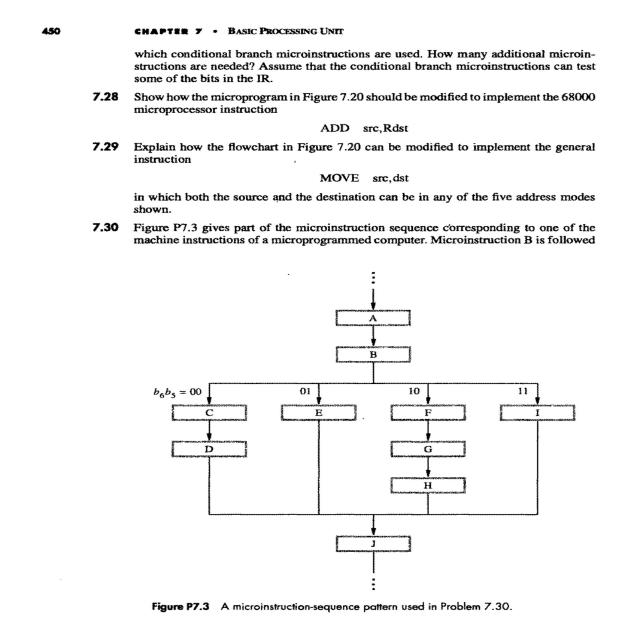 450 CHAPTER 7 • BASIC PROCESSING UNIT
which conditional branch microinstructions are used. How many additional microin-
structions are needed? Assume that the conditional branch microinstructions can test
some of the bits in the IR.
7.28 Show how the microprogram in Figure 7.20 should be modified to implement the 68000
microprocessor instruction
ADD src,Rdst
7.29 Explain how the flowchart in Figure 7.20 can be modified to implement the general
instruction
MOVE src,dst
in which both the source and the destination can be in any of the five address modes
shown.
7.30 Figure P7.3 gives part of the microinstruction sequence corresponding to one of the
machine instructions of a microprogrammed computer. Microinstruction B is followed
A
B
b₆b₅ = 00 01 10 11
C E F I
D G
H
J
Figure P7.3 A microinstruction-sequence pattern used in Problem 7.30.